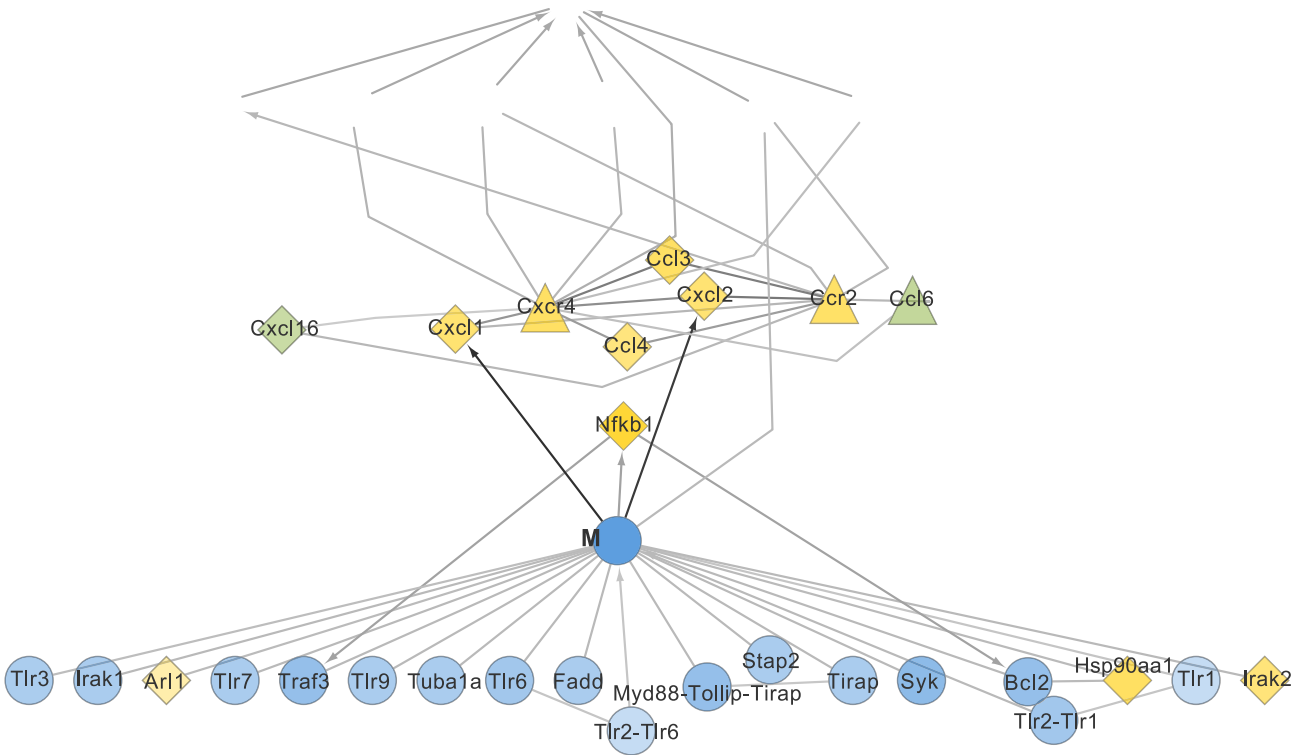 Ccl3
Cxcl2
Cxcr4
Ccr2
Ccl6
Cxcl16
Cxcl1
Ccl4
Nfkb1
M
Stap2
Hsp90aa1
Tlr3
Irak1
Arl1
Tlr7
Traf3
Tlr9
Tuba1a
Tlr6
Fadd
Myd88-Tollip-Tirap
Tirap
Syk
Bcl2
Tlr1
Irak2
Tlr2-Tlr6
Tlr2-Tlr1